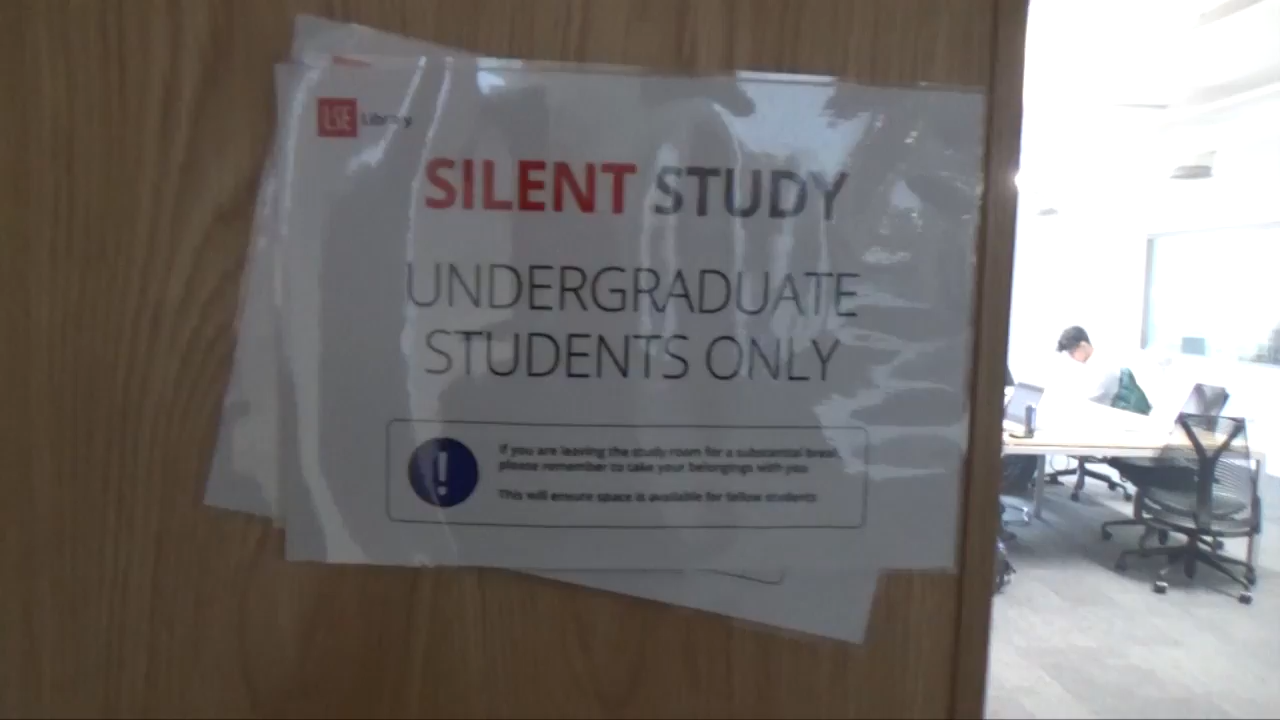 LSE Library
SILENT STUDY
UNDERGRADUATE
STUDENTS ONLY
If you are leaving the study room for a substantial break
please remember to take your belongings with you
This will ensure space is available for fellow students